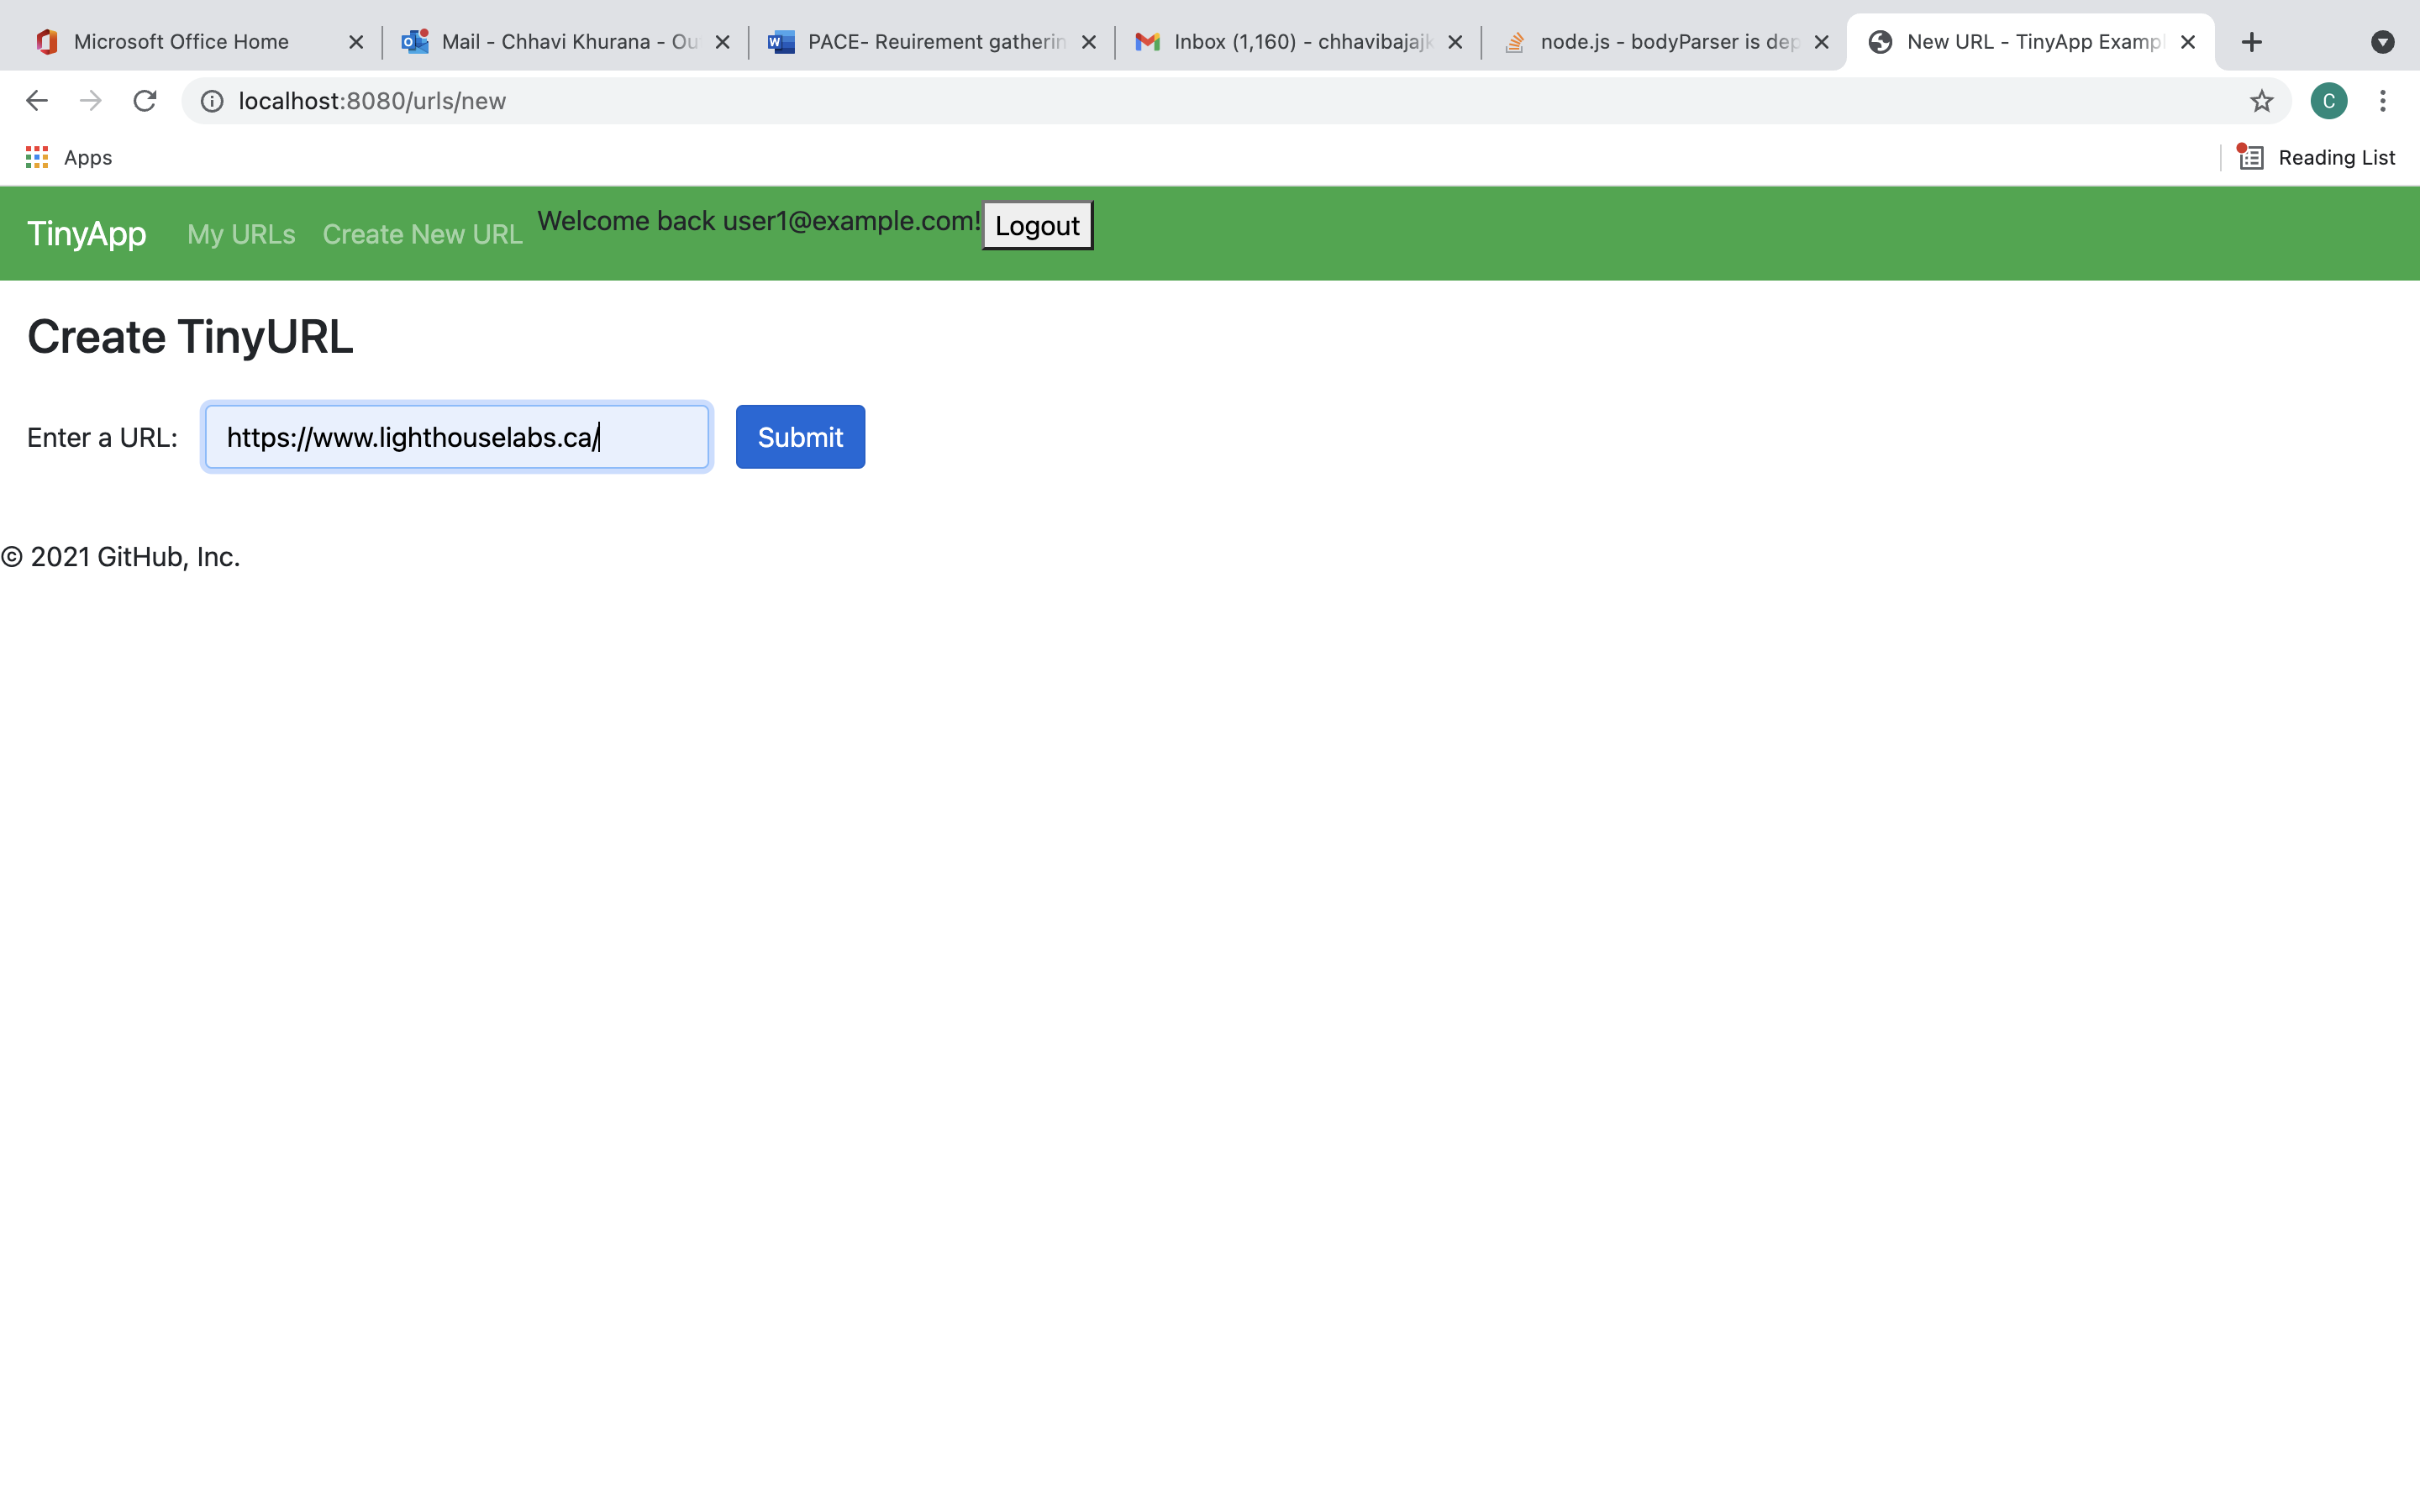 Microsoft Office Home
Mail - Chhavi Khurana - Ou
PACE- Reuirement gatherin
Inbox (1,160) - chhavibajajk
node.js - bodyParser is dep
New URL - TinyApp Exampl
localhost:8080/urls/new
C
Apps
Reading List
TinyApp
My URLs
Create New URL
Welcome back user1@example.com!
Logout
Create TinyURL
Enter a URL:
https://www.lighthouselabs.ca/
Submit
© 2021 GitHub, Inc.